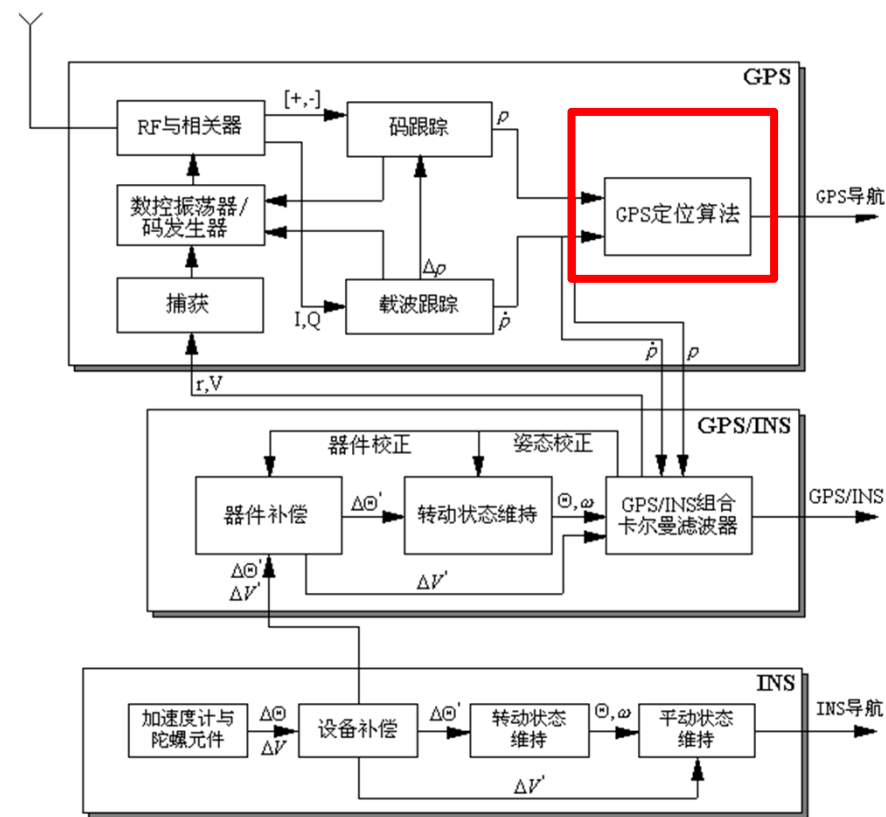 GPS
[+,-]
RF与相关器
码跟踪
p
数控振荡器/
码发生器
GPS定位算法
GPS导航
Δp
捕获
I,Q
载波跟踪
ṗ
ṗ
p
r,V
GPS/INS
器件校正
姿态校正
器件补偿
ΔΘ'
转动状态维持
Θ,ω
GPS/INS组合
卡尔曼滤波器
GPS/INS
ΔΘ'
ΔV'
ΔV'
INS
加速度计与
陀螺元件
ΔΘ
ΔV
设备补偿
ΔΘ'
转动状态
维持
Θ,ω
平动状态
维持
INS导航
ΔV'